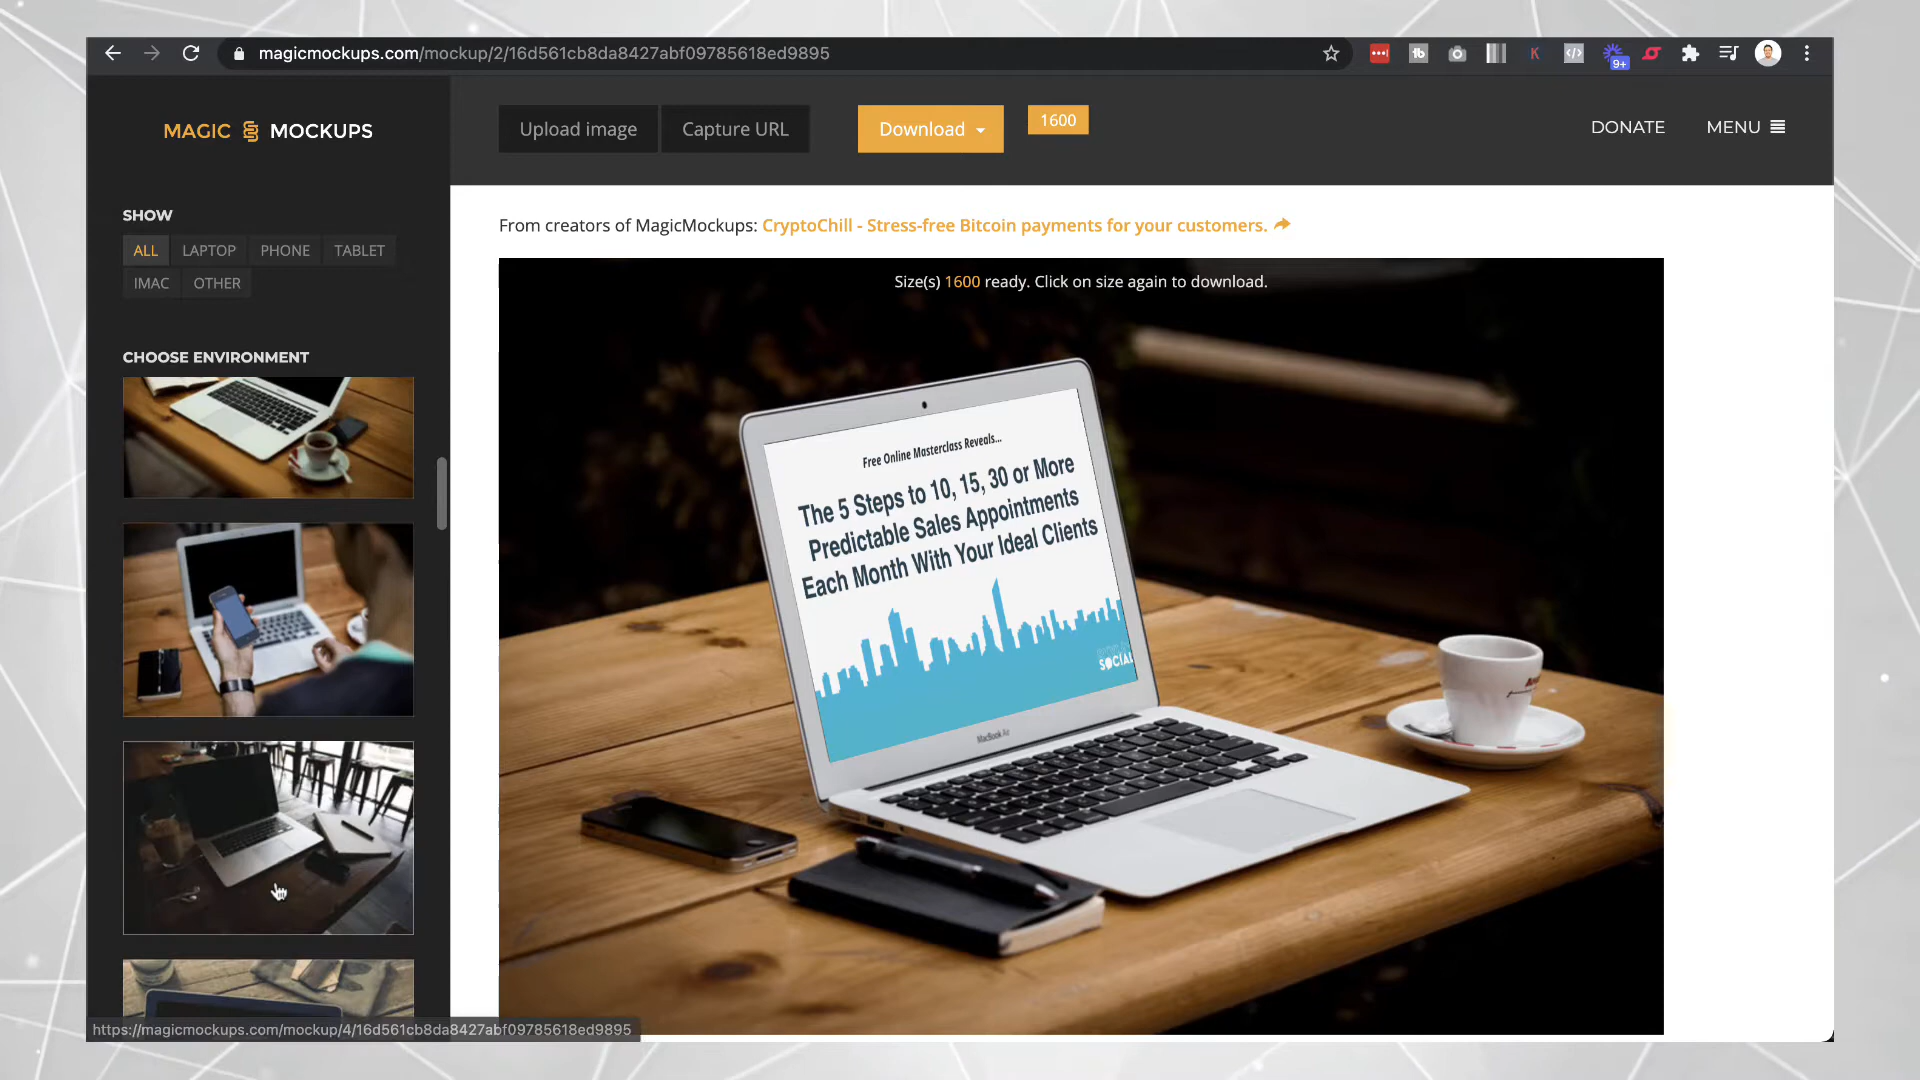 magicmockups.com/mockup/2/16d561cb8da8427abf09785618ed9895
9+
MAGIC MOCKUPS
Upload image
Capture URL
Download
1600
DONATE
MENU
SHOW
ALL
LAPTOP
PHONE
TABLET
IMAC
OTHER
CHOOSE ENVIRONMENT
From creators of MagicMockups: CryptoChill - Stress-free Bitcoin payments for your customers.
Size(s) 1600 ready. Click on size again to download.
Free Online Masterclass Reveals...
The 5 Steps to 10, 15, 30 or More
Predictable Sales Appointments
Each Month With Your Ideal Clients
SOCIAL
MacBook Air
https://magicmockups.com/mockup/4/16d561cb8da8427abf09785618ed9895